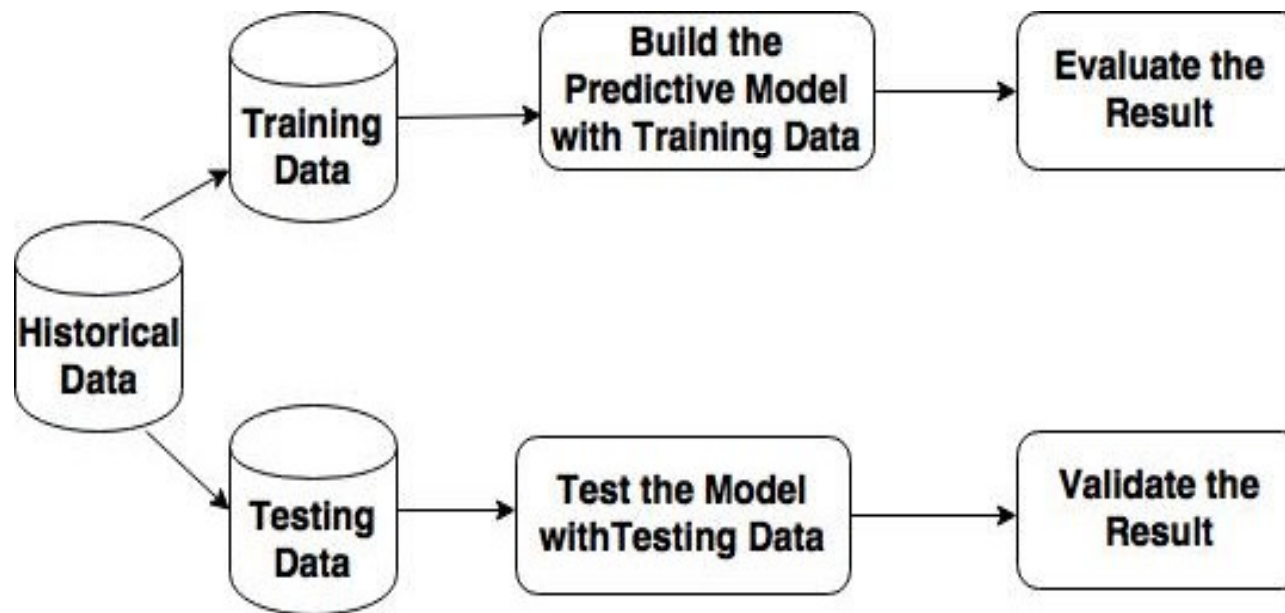 Training
Data
Build the
Predictive Model
with Training Data
Evaluate the
Result
Historical
Data
Testing
Data
Test the Model
withTesting Data
Validate the
Result